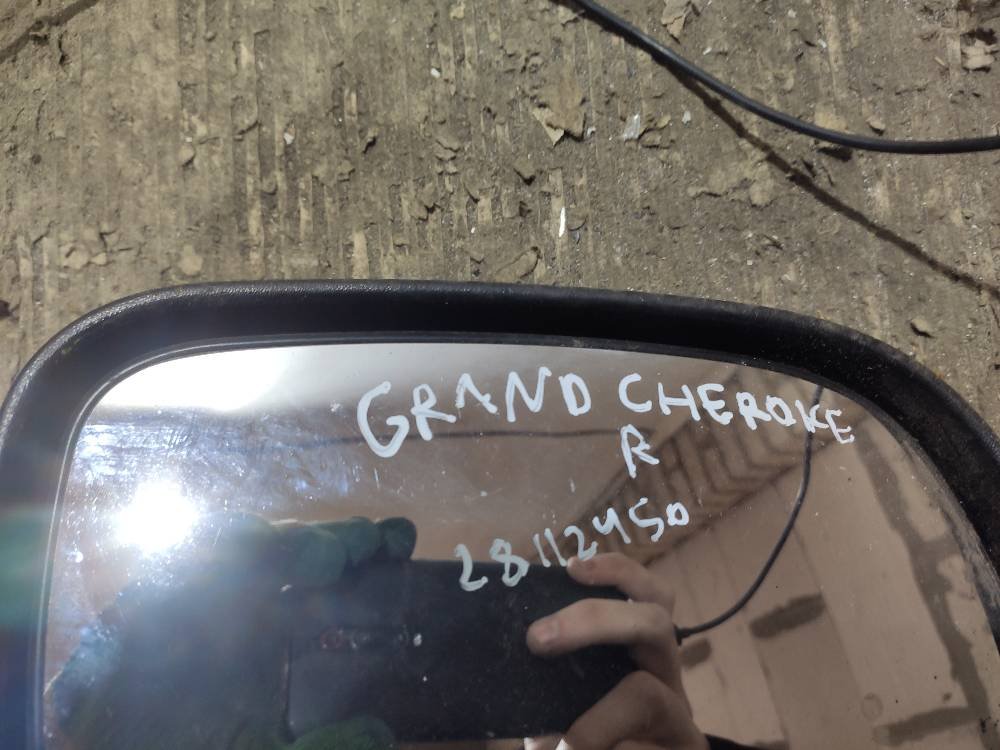 GRAND CHEROKE
R
28112450